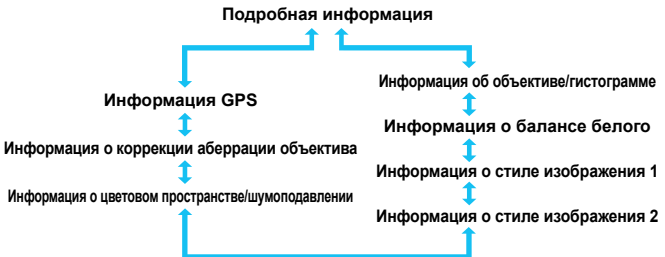 Подробная информация
Информация GPS
Информация о коррекции аберрации объектива
Информация о цветовом пространстве/шумоподавлении
Информация об объективе/гистограмме
Информация о балансе белого
Информация о стиле изображения 1
Информация о стиле изображения 2